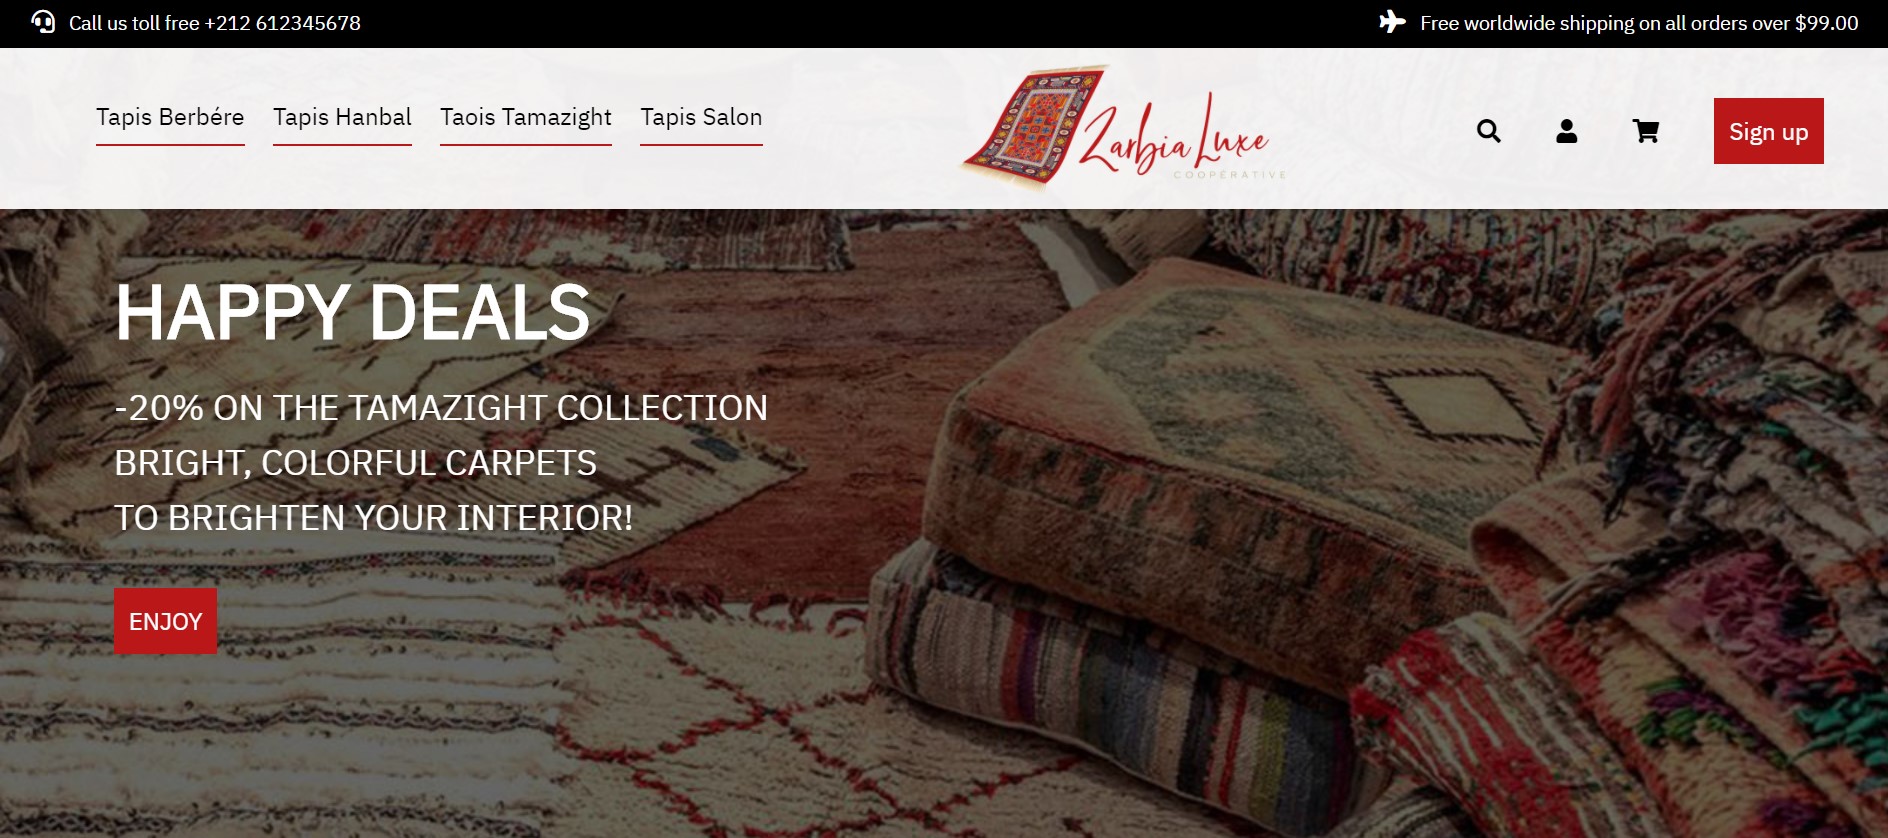 Call us toll free +212 612345678
Free worldwide shipping on all orders over $99.00
Tapis Berbére
Tapis Hanbal
Taois Tamazight
Tapis Salon
Zarbia Luxe
COOPÉRATIVE
Sign up
HAPPY DEALS
-20% ON THE TAMAZIGHT COLLECTION
BRIGHT, COLORFUL CARPETS
TO BRIGHTEN YOUR INTERIOR!
ENJOY